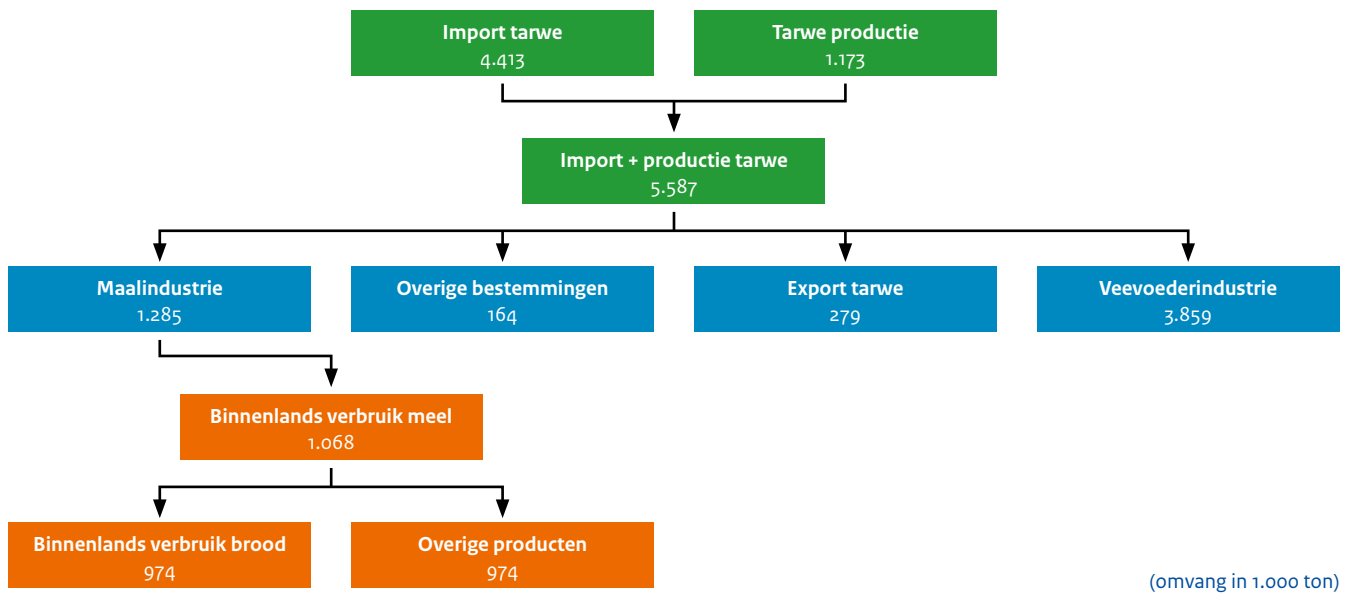 Import tarwe
4.413
Tarwe productie
1.173
Import + productie tarwe
5.587
Maalindustrie
1.285
Overige bestemmingen
164
Export tarwe
279
Veevoederindustrie
3.859
Binnenlands verbruik meel
1.068
Binnenlands verbruik brood
974
Overige producten
974
(omvang in 1.000 ton)